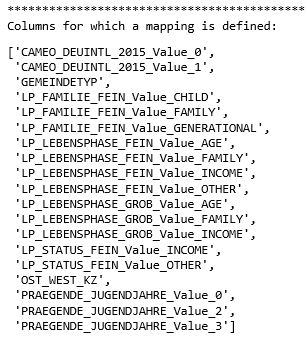 *******************************************
Columns for which a mapping is defined:
['CAMEO_DEUINTL_2015_Value_0',
 'CAMEO_DEUINTL_2015_Value_1',
 'GEMEINDETYP',
 'LP_FAMILIE_FEIN_Value_CHILD',
 'LP_FAMILIE_FEIN_Value_FAMILY',
 'LP_FAMILIE_FEIN_Value_GENERATIONAL',
 'LP_LEBENSPHASE_FEIN_Value_AGE',
 'LP_LEBENSPHASE_FEIN_Value_FAMILY',
 'LP_LEBENSPHASE_FEIN_Value_INCOME',
 'LP_LEBENSPHASE_FEIN_Value_OTHER',
 'LP_LEBENSPHASE_GROB_Value_AGE',
 'LP_LEBENSPHASE_GROB_Value_FAMILY',
 'LP_LEBENSPHASE_GROB_Value_INCOME',
 'LP_STATUS_FEIN_Value_INCOME',
 'LP_STATUS_FEIN_Value_OTHER',
 'OST_WEST_KZ',
 'PRAEGENDE_JUGENDJAHRE_Value_0',
 'PRAEGENDE_JUGENDJAHRE_Value_2',
 'PRAEGENDE_JUGENDJAHRE_Value_3']